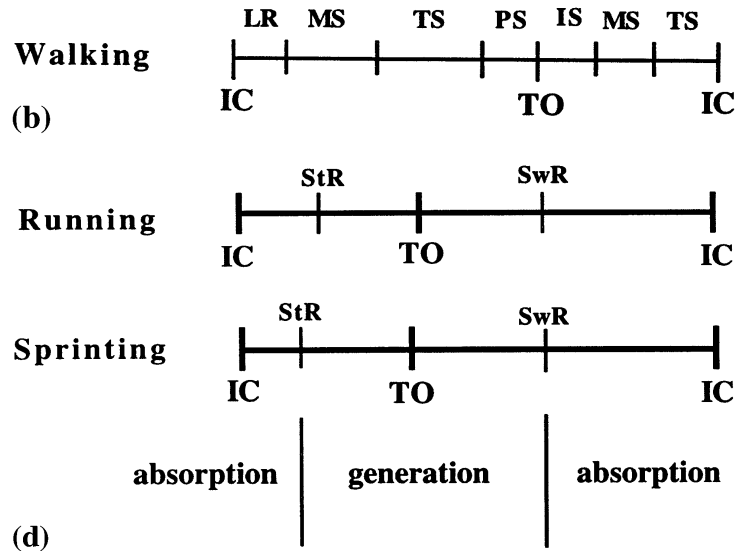 LR MS TS PS IS MS TS
Walking
IC TO IC
(b)
StR SwR
Running
IC TO IC
StR SwR
Sprinting
IC TO IC
absorption generation absorption
(d)